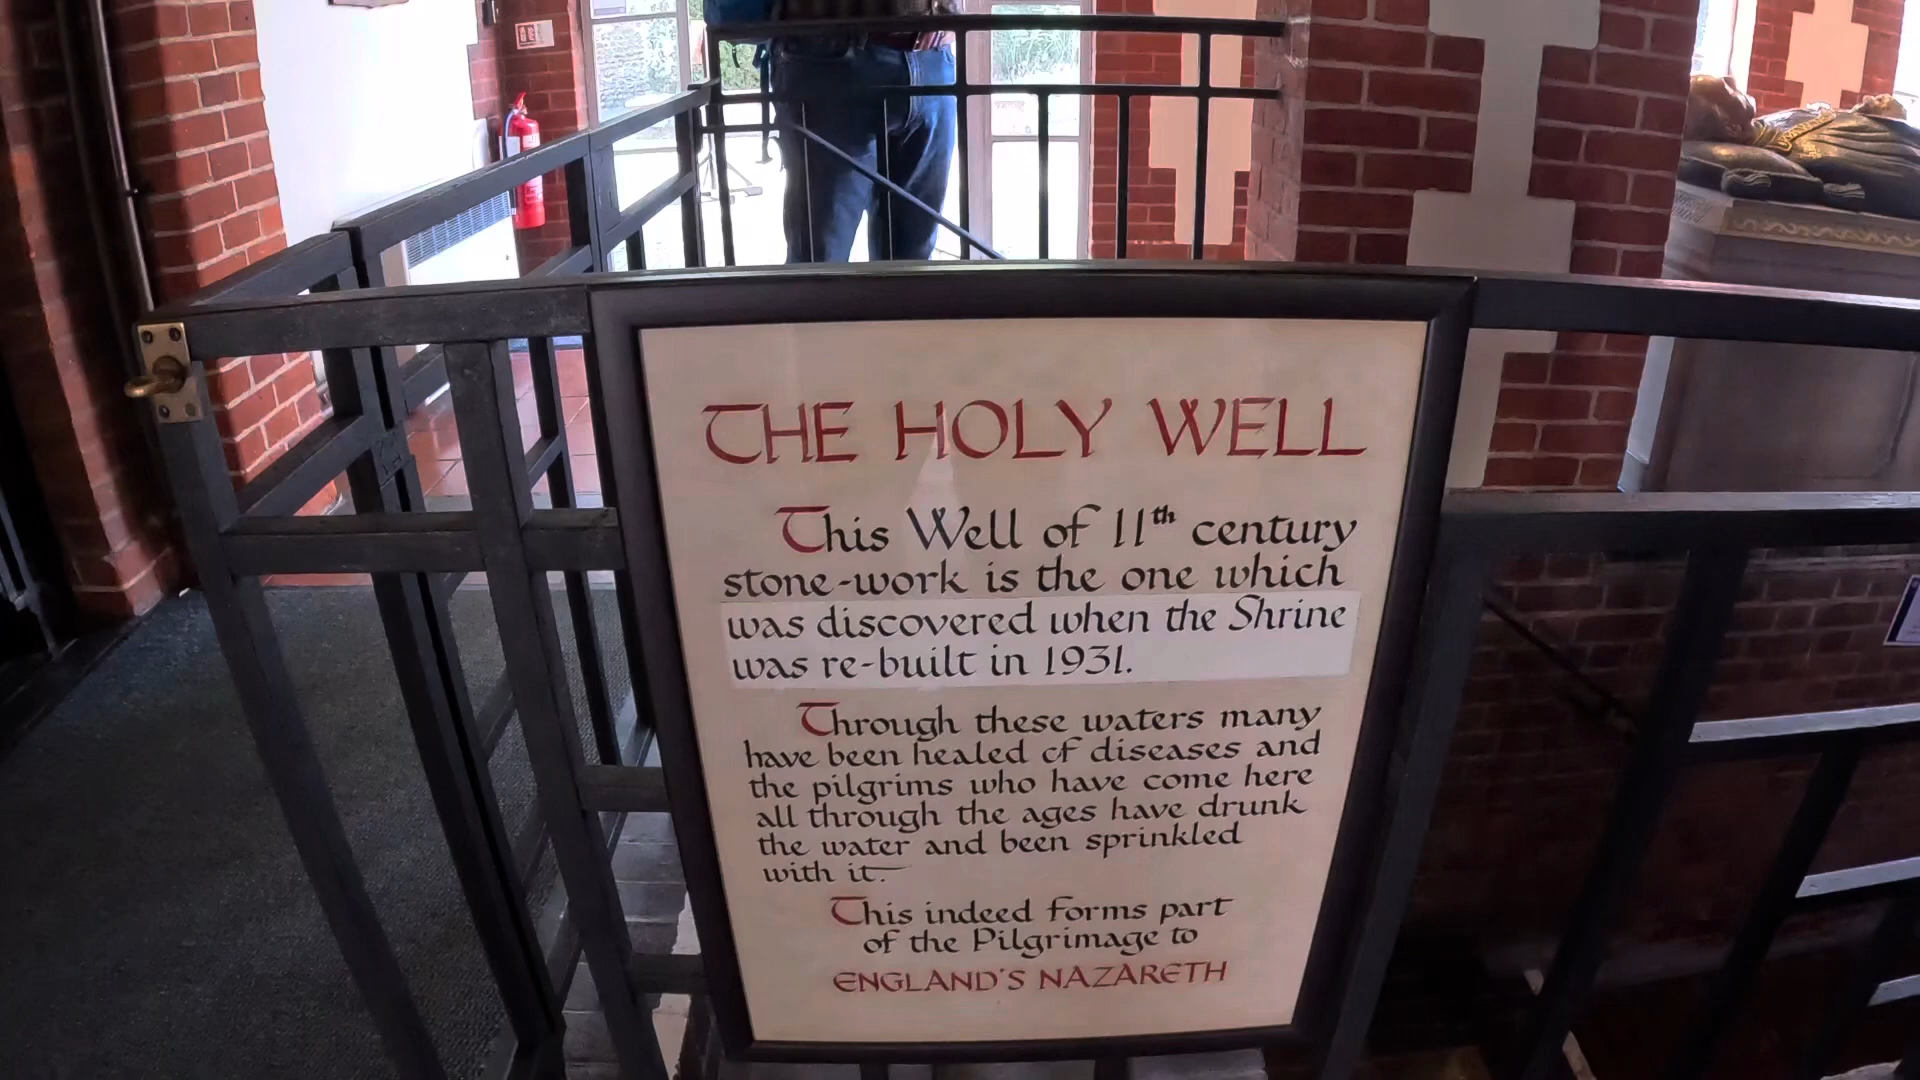 THE HOLY WELL
This Well of 11th century
stone-work is the one which
was discovered when the Shrine
was re-built in 1931.
Through these waters many
have been healed of diseases and
the pilgrims who have come here
all through the ages have drunk
the water and been sprinkled
with it.
This indeed forms part
of the Pilgrimage to
ENGLAND'S NAZARETH